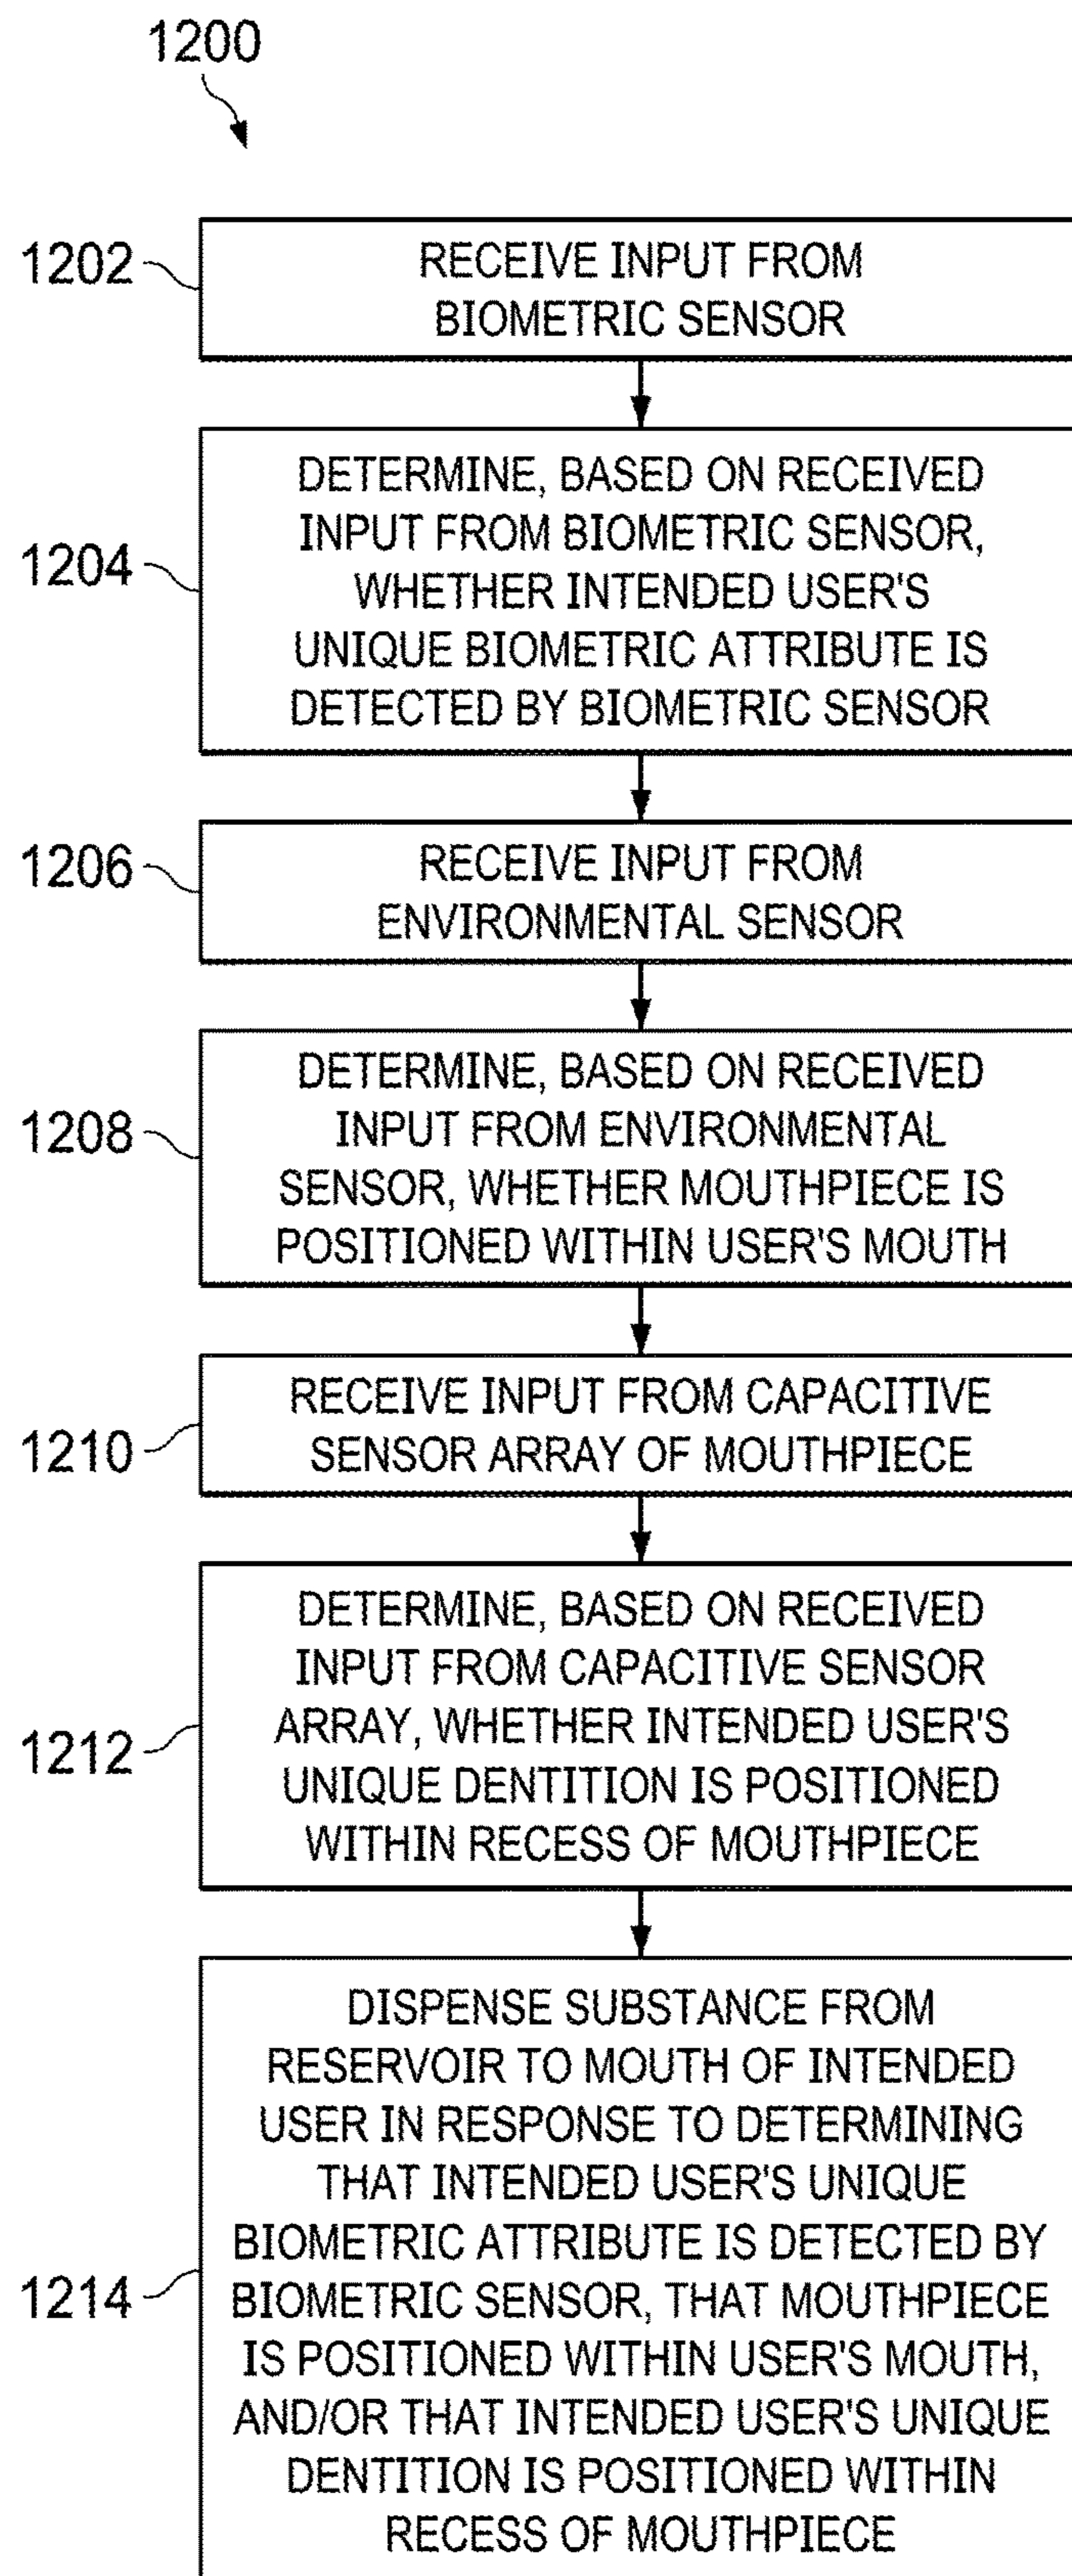 1200
1202
RECEIVE INPUT FROM
BIOMETRIC SENSOR
1204
DETERMINE, BASED ON RECEIVED
INPUT FROM BIOMETRIC SENSOR,
WHETHER INTENDED USER'S
UNIQUE BIOMETRIC ATTRIBUTE IS
DETECTED BY BIOMETRIC SENSOR
1206
RECEIVE INPUT FROM
ENVIRONMENTAL SENSOR
1208
DETERMINE, BASED ON RECEIVED
INPUT FROM ENVIRONMENTAL
SENSOR, WHETHER MOUTHPIECE IS
POSITIONED WITHIN USER'S MOUTH
1210
RECEIVE INPUT FROM CAPACITIVE
SENSOR ARRAY OF MOUTHPIECE
1212
DETERMINE, BASED ON RECEIVED
INPUT FROM CAPACITIVE SENSOR
ARRAY, WHETHER INTENDED USER'S
UNIQUE DENTITION IS POSITIONED
WITHIN RECESS OF MOUTHPIECE
1214
DISPENSE SUBSTANCE FROM
RESERVOIR TO MOUTH OF INTENDED
USER IN RESPONSE TO DETERMINING
THAT INTENDED USER'S UNIQUE
BIOMETRIC ATTRIBUTE IS DETECTED BY
BIOMETRIC SENSOR, THAT MOUTHPIECE
IS POSITIONED WITHIN USER'S MOUTH,
AND/OR THAT INTENDED USER'S UNIQUE
DENTITION IS POSITIONED WITHIN
RECESS OF MOUTHPIECE